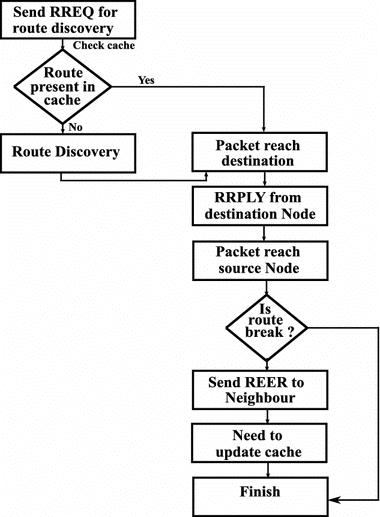 Send RREQ for
route discovery
Check cache
Route
present in
cache
Yes
No
Route Discovery
Packet reach
destination
RRPLY from
destination Node
Packet reach
source Node
Is
route
break ?
Send REER to
Neighbour
Need to
update cache
Finish